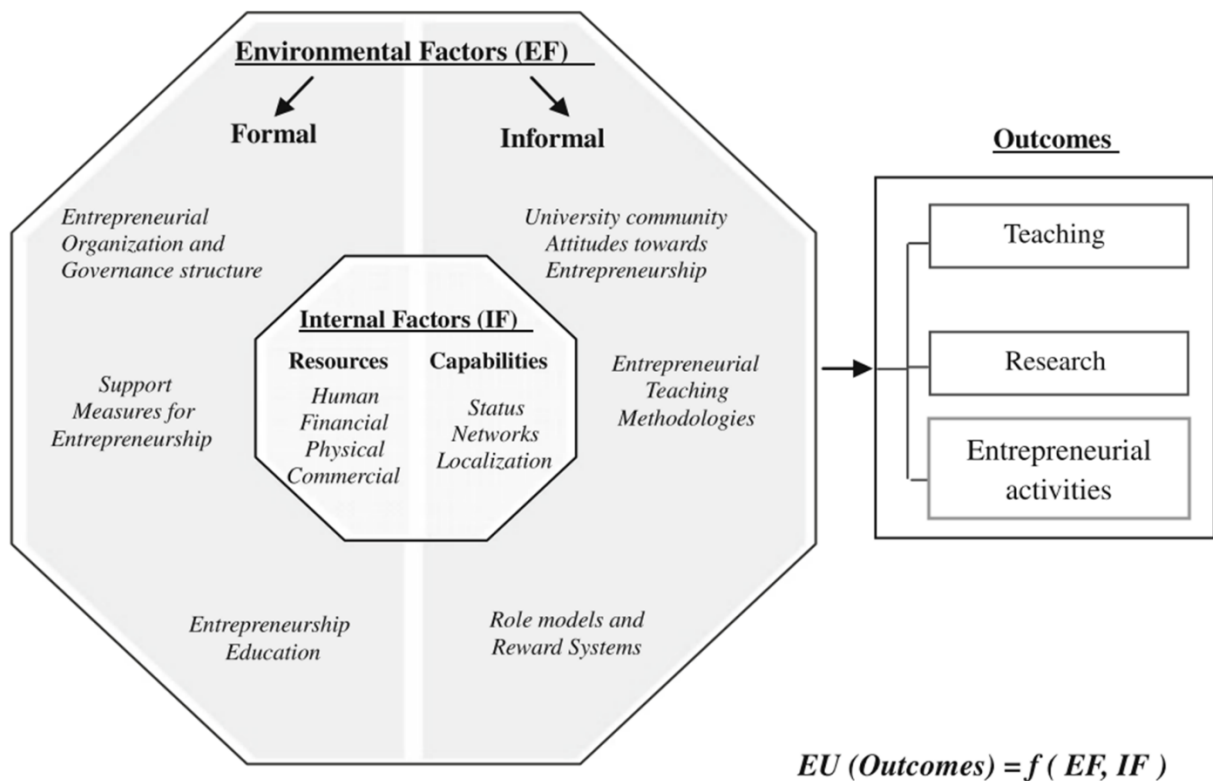 Environmental Factors (EF)
Formal
Informal
Entrepreneurial
Organization and
Governance structure
University community
Attitudes towards
Entrepreneurship
Support
Measures for
Entrepreneurship
Internal Factors (IF)
Resources
Human
Financial
Physical
Commercial
Capabilities
Status
Networks
Localization
Entrepreneurial
Teaching
Methodologies
Entrepreneurship
Education
Role models and
Reward Systems
Outcomes
Teaching
Research
Entrepreneurial
activities
EU (Outcomes) = f ( EF, IF )